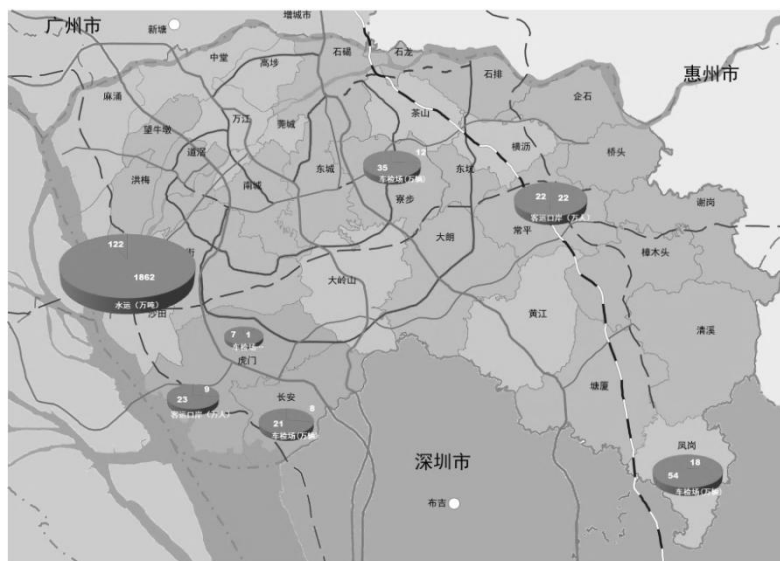 增城市
广州市
新塘
石碣
石龙
中堂
高埗
石排
惠州市
麻涌
企石
茶山
万江
莞城
望牛墩
横沥
桥头
道滘
东城
35
12
车检场(万辆)
东坑
洪梅
南城
寮步
22
22
客运口岸（万人）
谢岗
常平
大朗
122
1862
水运（万吨）
樟木头
大岭山
沙田
黄江
7
1
车检场
虎门
清溪
塘厦
23
9
客运口岸（万人）
长安
21
8
车检场(万辆
凤岗
深圳市
54
18
车检场(万辆)
布吉